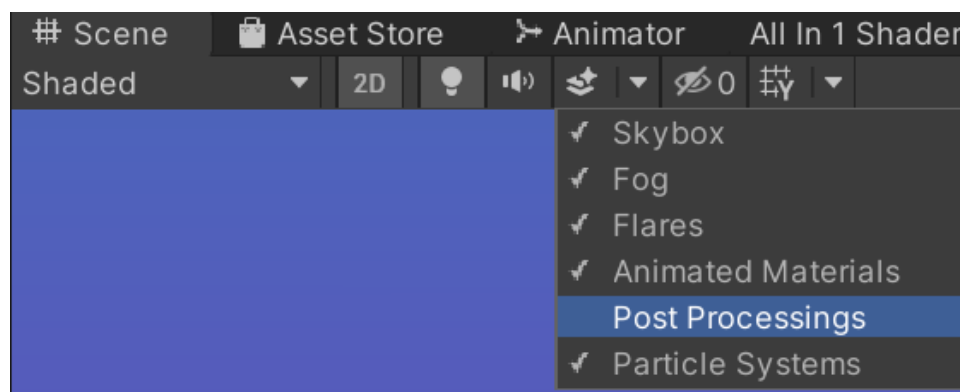 Scene Asset Store Animator All In 1 Shader
Shaded 2D 0 Y
Skybox
Fog
Flares
Animated Materials
Post Processings
Particle Systems